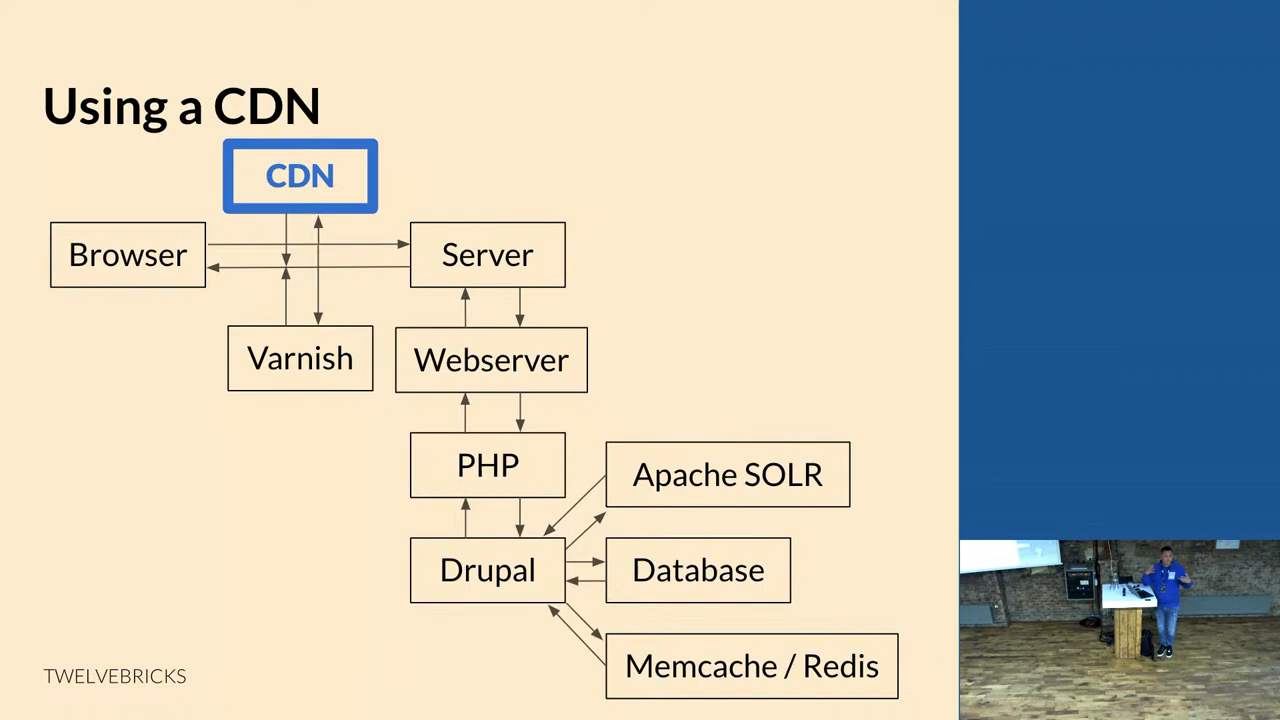 Using a CDN
CDN
Browser
Server
Varnish
Webserver
PHP
Apache SOLR
Drupal
Database
Memcache / Redis
TWELVEBRICKS